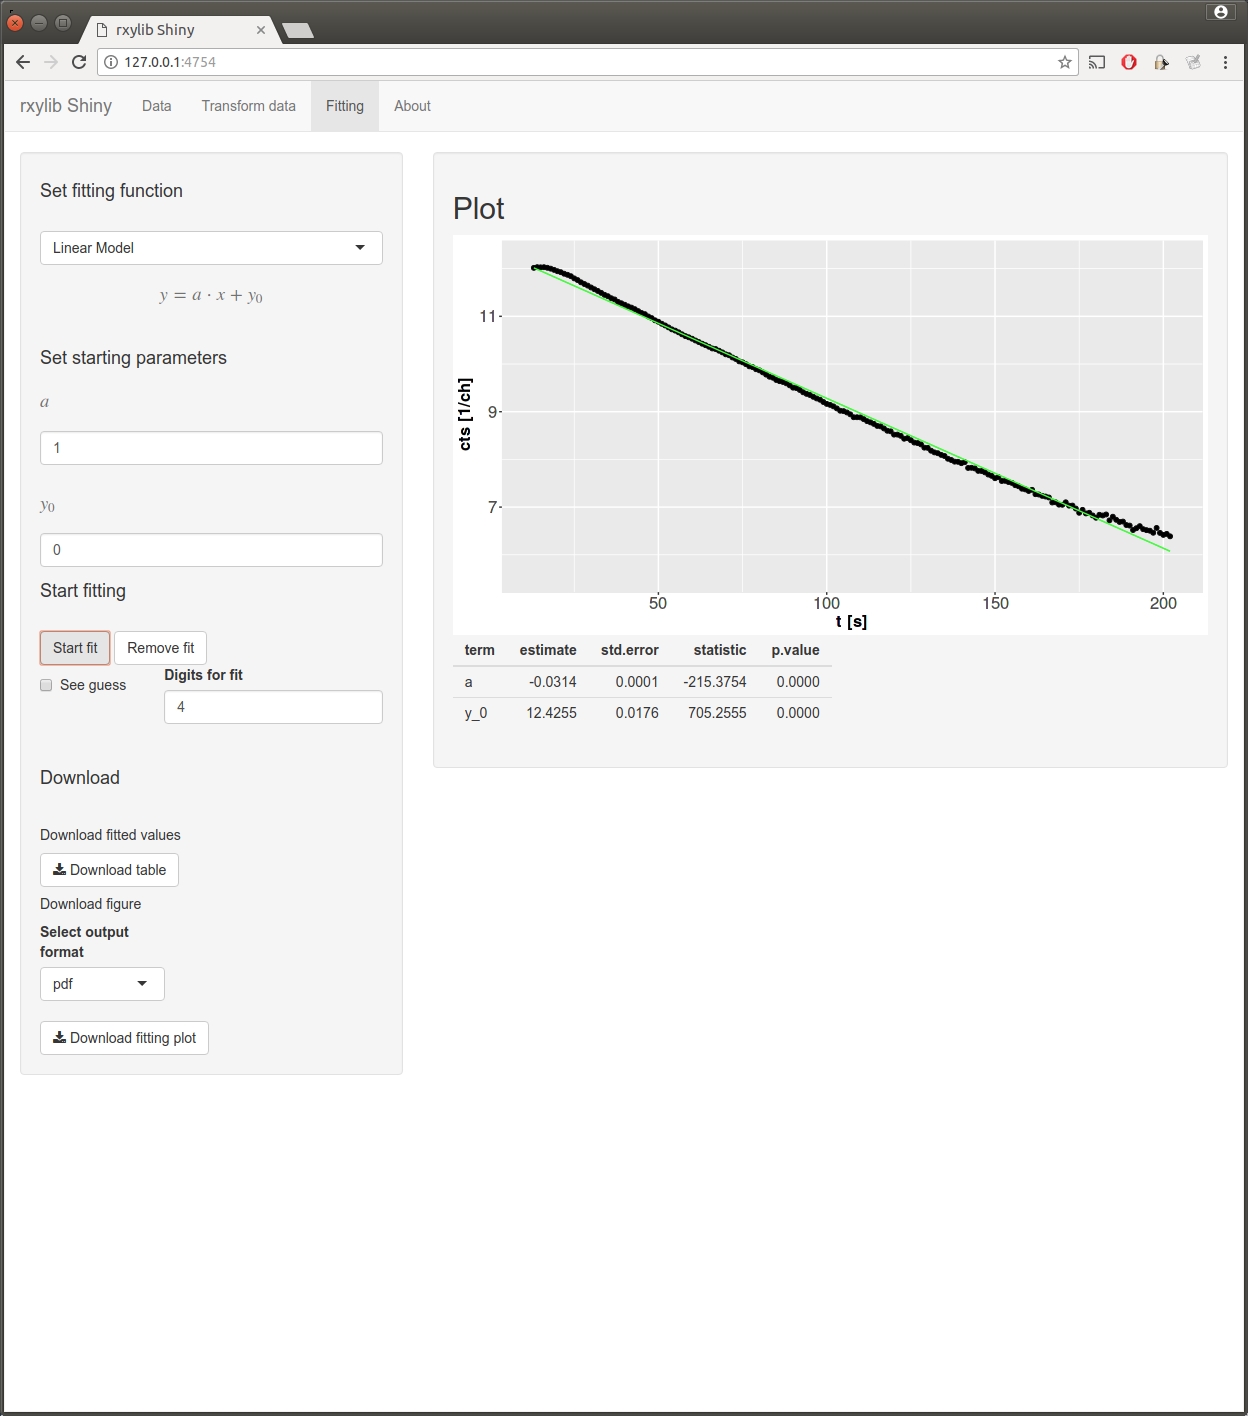 rxylib Shiny
127.0.0.1:4754
rxylib Shiny Data Transform data Fitting About
Set fitting function
Linear Model
y = a · x + y₀
Set starting parameters
a
1
y₀
0
Start fitting
Start fit Remove fit
See guess
Digits for fit
4
Download
Download fitted values
Download table
Download figure
Select output
format
pdf
Download fitting plot
Plot
cts [1/ch]
11
9
7
50 100 150 200
t [s]
term estimate std.error statistic p.value
a -0.0314 0.0001 -215.3754 0.0000
y_0 12.4255 0.0176 705.2555 0.0000